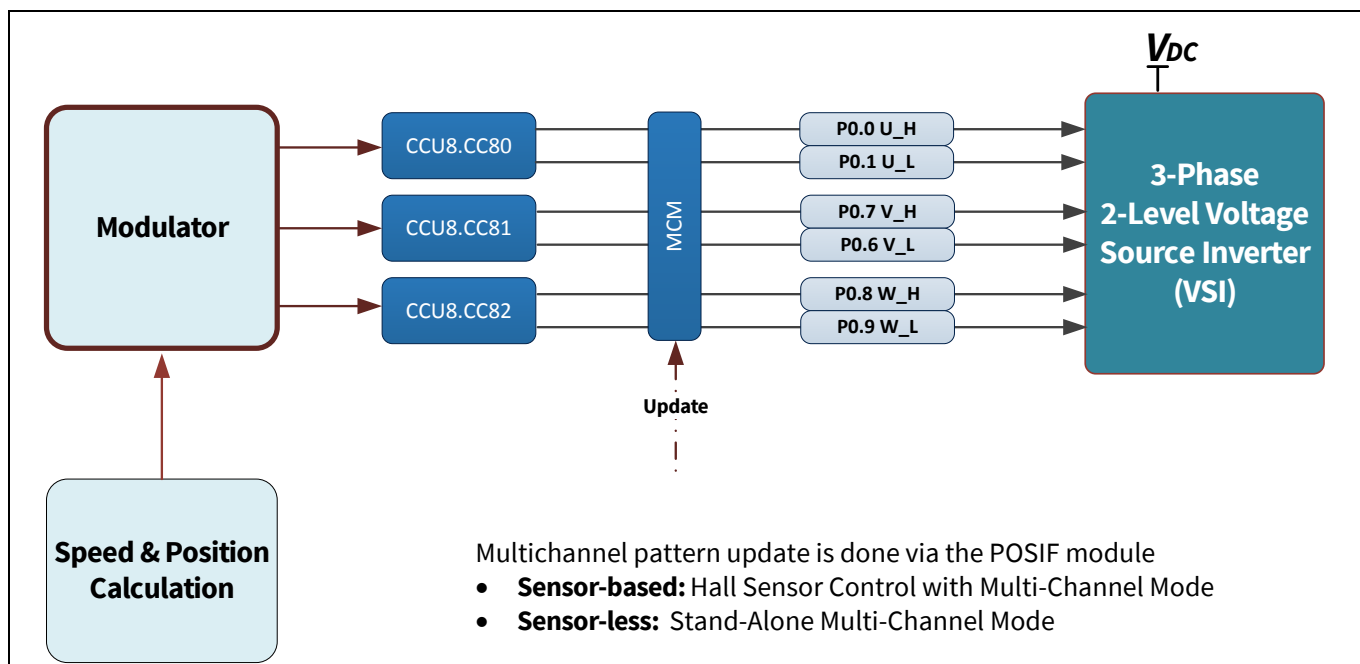 VDC
Modulator
CCU8.CC80
CCU8.CC81
CCU8.CC82
MCM
P0.0 U_H
P0.1 U_L
P0.7 V_H
P0.6 V_L
P0.8 W_H
P0.9 W_L
3-Phase
2-Level Voltage
Source Inverter
(VSI)
Update
Speed & Position
Calculation
Multichannel pattern update is done via the POSIF module
• Sensor-based: Hall Sensor Control with Multi-Channel Mode
• Sensor-less: Stand-Alone Multi-Channel Mode